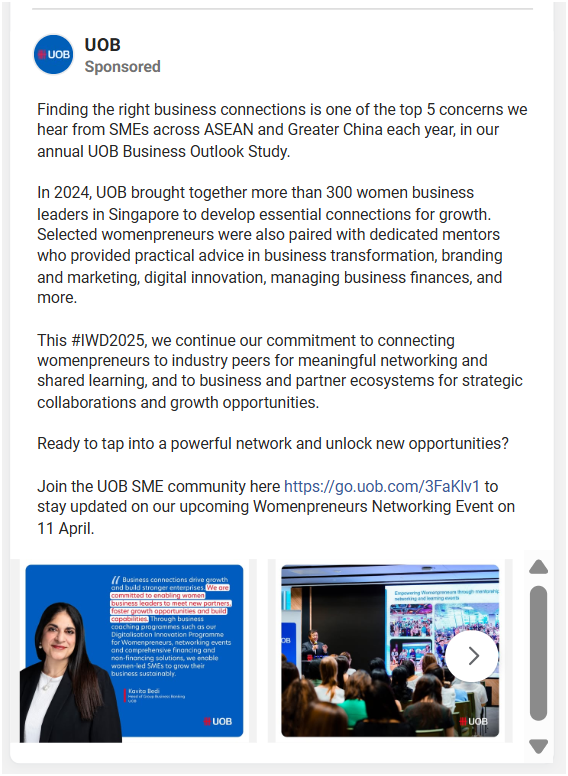 UOB
UOB
Sponsored
Finding the right business connections is one of the top 5 concerns we
hear from SMEs across ASEAN and Greater China each year, in our
annual UOB Business Outlook Study.
In 2024, UOB brought together more than 300 women business
leaders in Singapore to develop essential connections for growth.
Selected womenpreneurs were also paired with dedicated mentors
who provided practical advice in business transformation, branding
and marketing, digital innovation, managing business finances, and
more.
This #IWD2025, we continue our commitment to connecting
womenpreneurs to industry peers for meaningful networking and
shared learning, and to business and partner ecosystems for strategic
collaborations and growth opportunities.
Ready to tap into a powerful network and unlock new opportunities?
Join the UOB SME community here https://go.uob.com/3FaKlv1 to
stay updated on our upcoming Womenpreneurs Networking Event on
11 April.
“ Business connections drive growth
and build stronger enterprises. We are
committed to enabling women
business leaders to meet new partners,
foster growth opportunities and build
capabilities. Through business
coaching programmes such as our
Digitalisation Innovation Programme
for Womenpreneurs, networking events
and comprehensive financing and
non-financing solutions, we enable
women-led SMEs to grow their
business sustainably.
Kavita Bedi
Head of Group Business Banking
UOB
UOB
Empowering Womenpreneurs through mentorship
networking and learning events
UOB